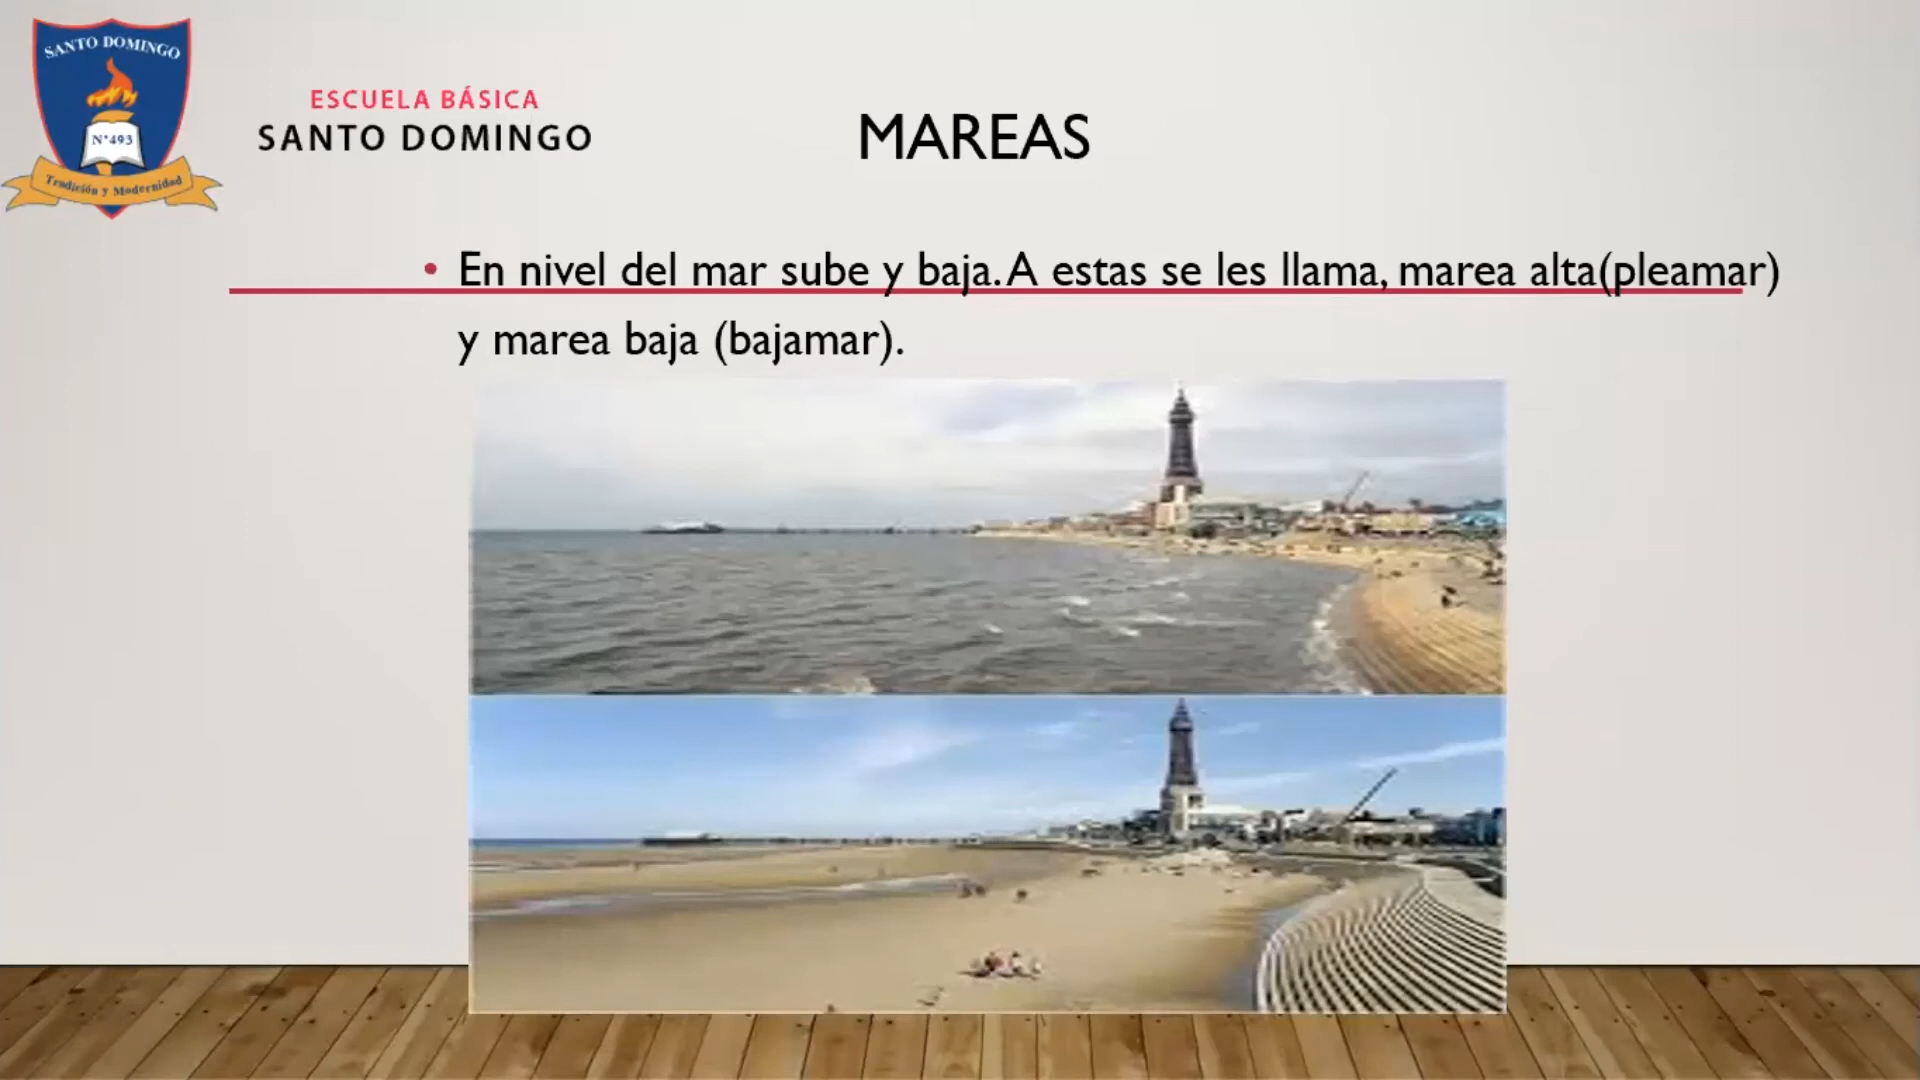 SANTO DOMINGO
N°493
Tradición y Modernidad
ESCUELA BÁSICA
SANTO DOMINGO
MAREAS
• En nivel del mar sube y baja. A estas se les llama, marea alta(pleamar)
y marea baja (bajamar).